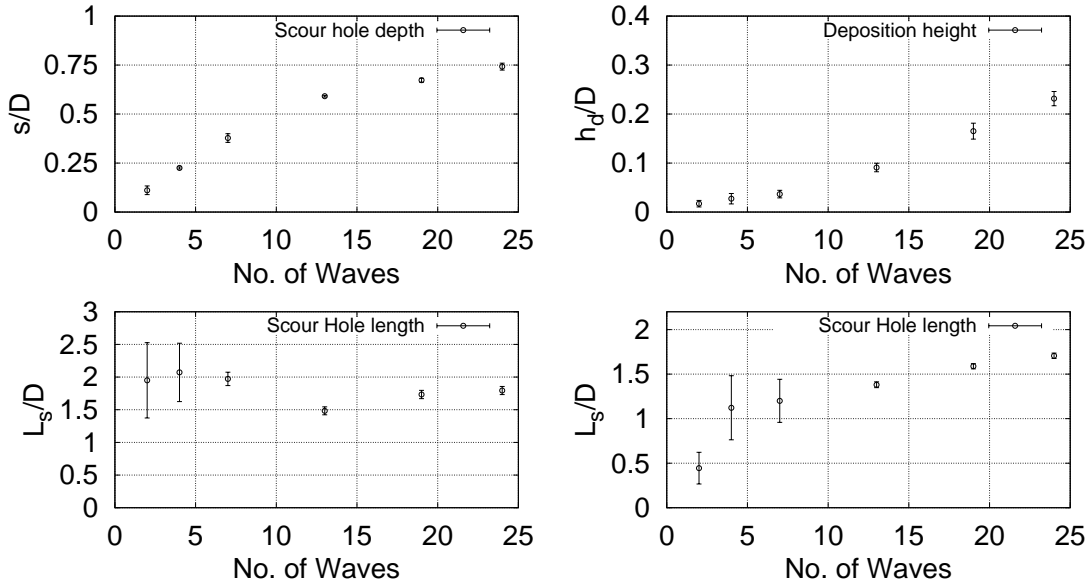 Scour hole depth
1
0.75
0.5
0.25
0
s/D
0 5 10 15 20 25
No. of Waves
Deposition height
0.4
0.3
0.2
0.1
0
h_d/D
0 5 10 15 20 25
No. of Waves
Scour Hole length
3
2.5
2
1.5
1
0.5
0
L_s/D
0 5 10 15 20 25
No. of Waves
Scour Hole length
2
1.5
1
0.5
0
L_s/D
0 5 10 15 20 25
No. of Waves